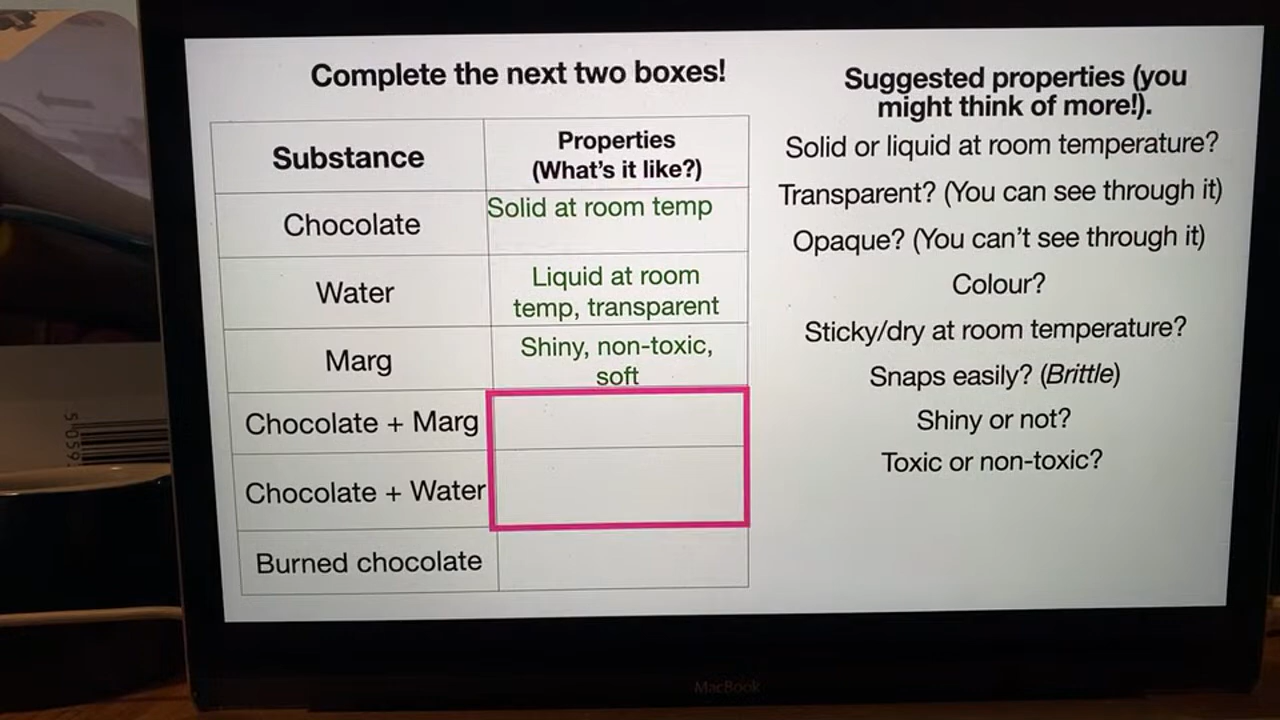 Complete the next two boxes!
Substance
Properties
(What's it like?)
Chocolate
Solid at room temp
Water
Liquid at room
temp, transparent
Marg
Shiny, non-toxic,
soft
Chocolate + Marg
Chocolate + Water
Burned chocolate
Suggested properties (you
might think of more!).
Solid or liquid at room temperature?
Transparent? (You can see through it)
Opaque? (You can't see through it)
Colour?
Sticky/dry at room temperature?
Snaps easily? (Brittle)
Shiny or not?
Toxic or non-toxic?
MacBook